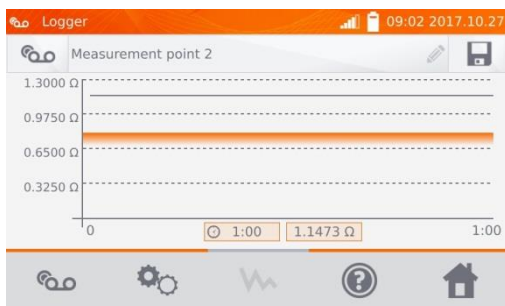 Logger 09:02 2017.10.27
Measurement point 2
1.3000 Ω
0.9750 Ω
0.6500 Ω
0.3250 Ω
0 1:00 1.1473 Ω 1:00
?